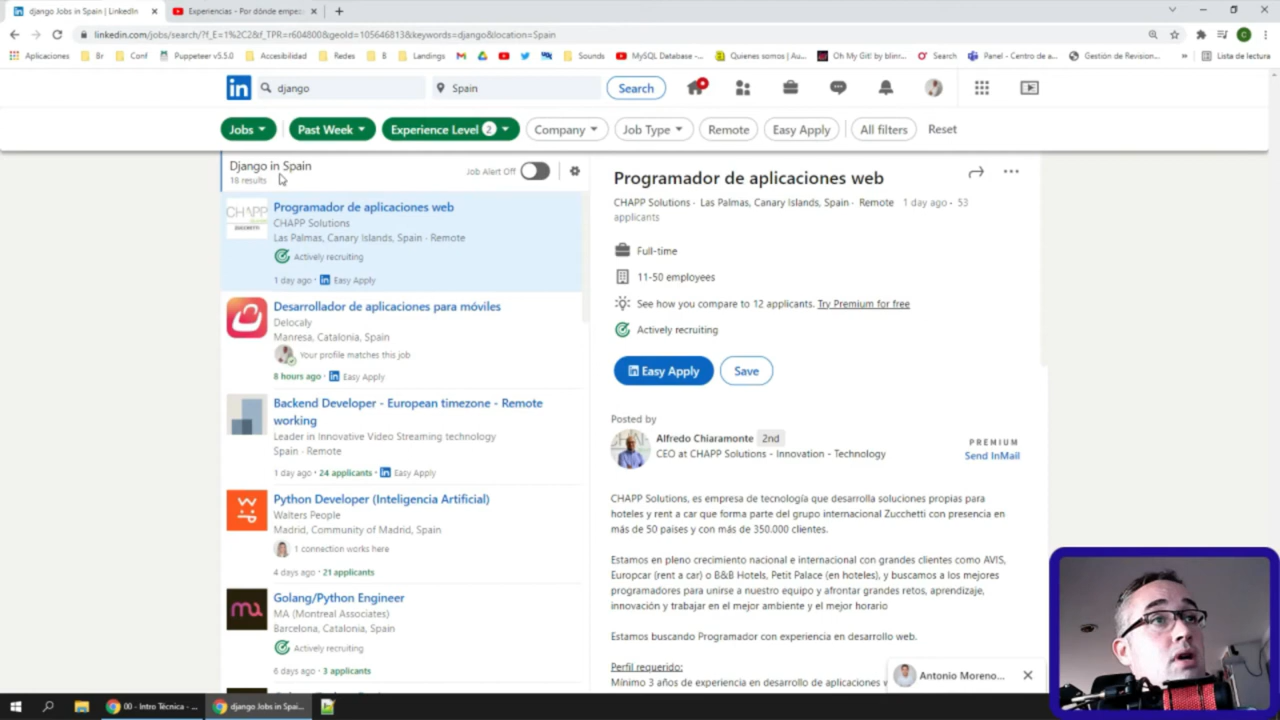 django Jobs in Spain | LinkedIn
Experiencias - Por dónde empez
linkedin.com/jobs/search/?f_E=1%2C2&f_TPR=r604800&geoId=105646813&keywords=django&location=Spain
Aplicaciones
Br
Conf
Puppeteer v5.0.0
Accesibilidad
Redes
B
Landings
Sounds
MySQL Database -...
Quienes somos | Au...
Oh My Git! by blinr...
Search
Panel - Centro de a...
Gestión de Revision...
Lista de lectura
in
django
Spain
Search
Jobs
Past Week
Experience Level 2
Company
Job Type
Remote
Easy Apply
All filters
Reset
Django in Spain
18 results
Job Alert Off
CHAPP
ZUCCHETTI
Programador de aplicaciones web
CHAPP Solutions
Las Palmas, Canary Islands, Spain · Remote
Actively recruiting
1 day ago · Easy Apply
Desarrollador de aplicaciones para móviles
Delocaly
Manresa, Catalonia, Spain
Your profile matches this job
8 hours ago · Easy Apply
Backend Developer - European timezone - Remote
working
Leader in Innovative Video Streaming technology
Spain · Remote
1 day ago · 24 applicants · Easy Apply
Python Developer (Inteligencia Artificial)
Walters People
Madrid, Community of Madrid, Spain
1 connection works here
4 days ago · 21 applicants
ma
Golang/Python Engineer
MA (Montreal Associates)
Barcelona, Catalonia, Spain
Actively recruiting
6 days ago · 3 applicants
Programador de aplicaciones web
CHAPP Solutions · Las Palmas, Canary Islands, Spain · Remote 1 day ago · 53
applicants
Full-time
11-50 employees
See how you compare to 12 applicants. Try Premium for free
Actively recruiting
Easy Apply
Save
Posted by
Alfredo Chiaramonte 2nd
CEO at CHAPP Solutions - Innovation - Technology
PREMIUM
Send InMail
CHAPP Solutions, es empresa de tecnología que desarrolla soluciones propias para
hoteles y rent a car que forma parte del grupo internacional Zucchetti con presencia en
más de 50 paises y con más de 350.000 clientes.
Estamos en pleno crecimiento nacional e internacional con grandes clientes como AVIS,
Europcar (rent a car) o B&B Hotels, Petit Palace (en hoteles), y buscamos a los mejores
programadores para unirse a nuestro equipo y afrontar grandes retos, aprendizaje,
innovación y trabajar en el mejor ambiente y el mejor horario
Estamos buscando Programador con experiencia en desarrollo web.
Perfil requerido:
Mínimo 3 años de experiencia en desarrollo de aplicaciones
Antonio Moreno...
00 - Intro Técnica - ...
django Jobs in Spai...